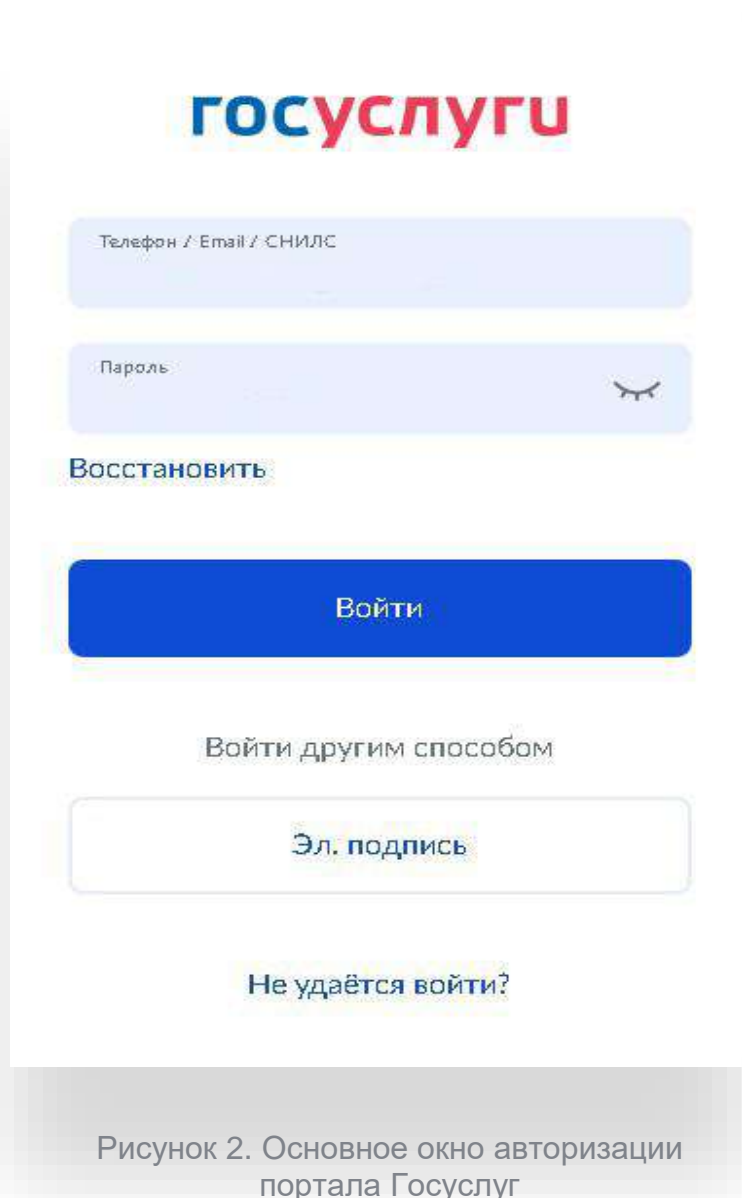 госуслуги
Телефон / Email / СНИЛС
Пароль
Восстановить
Войти
Войти другим способом
Эл. подпись
Не удаётся войти?
Рисунок 2. Основное окно авторизации
портала Госуслуг